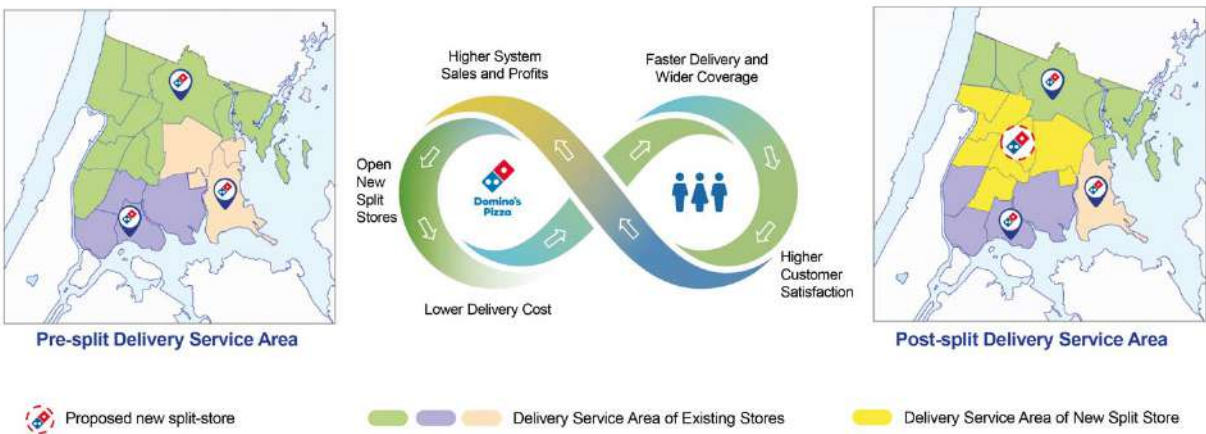 Higher System
Sales and Profits
Faster Delivery and
Wider Coverage
Open
New
Split
Stores
Domino's
Pizza
Higher
Customer
Satisfaction
Lower Delivery Cost
Pre-split Delivery Service Area
Post-split Delivery Service Area
Proposed new split-store
Delivery Service Area of Existing Stores
Delivery Service Area of New Split Store